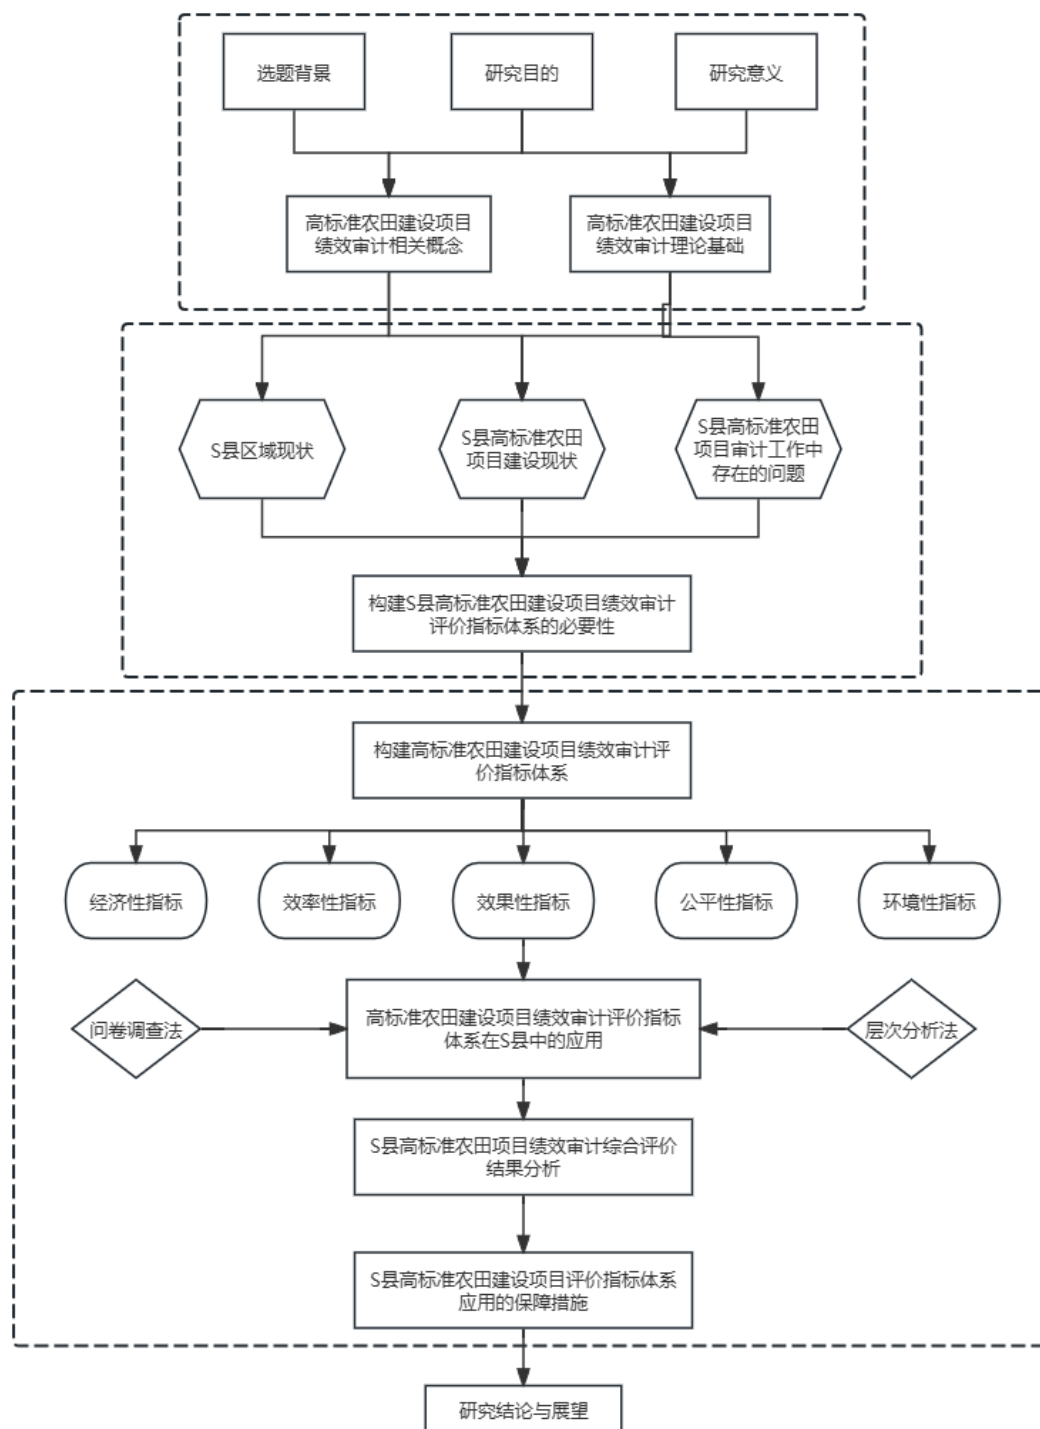 选题背景
研究目的
研究意义
高标准农田建设项目
绩效审计相关概念
高标准农田建设项目
绩效审计理论基础
S县区域现状
S县高标准农田
项目建设现状
S县高标准农田
项目审计工作中
存在的问题
构建S县高标准农田建设项目绩效审计
评价指标体系的必要性
构建高标准农田建设项目绩效审计评
价指标体系
经济性指标
效率性指标
效果性指标
公平性指标
环境性指标
问卷调查法
高标准农田建设项目绩效审计评价指标
体系在S县中的应用
层次分析法
S县高标准农田项目绩效审计综合评价
结果分析
S县高标准农田建设项目评价指标体系
应用的保障措施
研究结论与展望